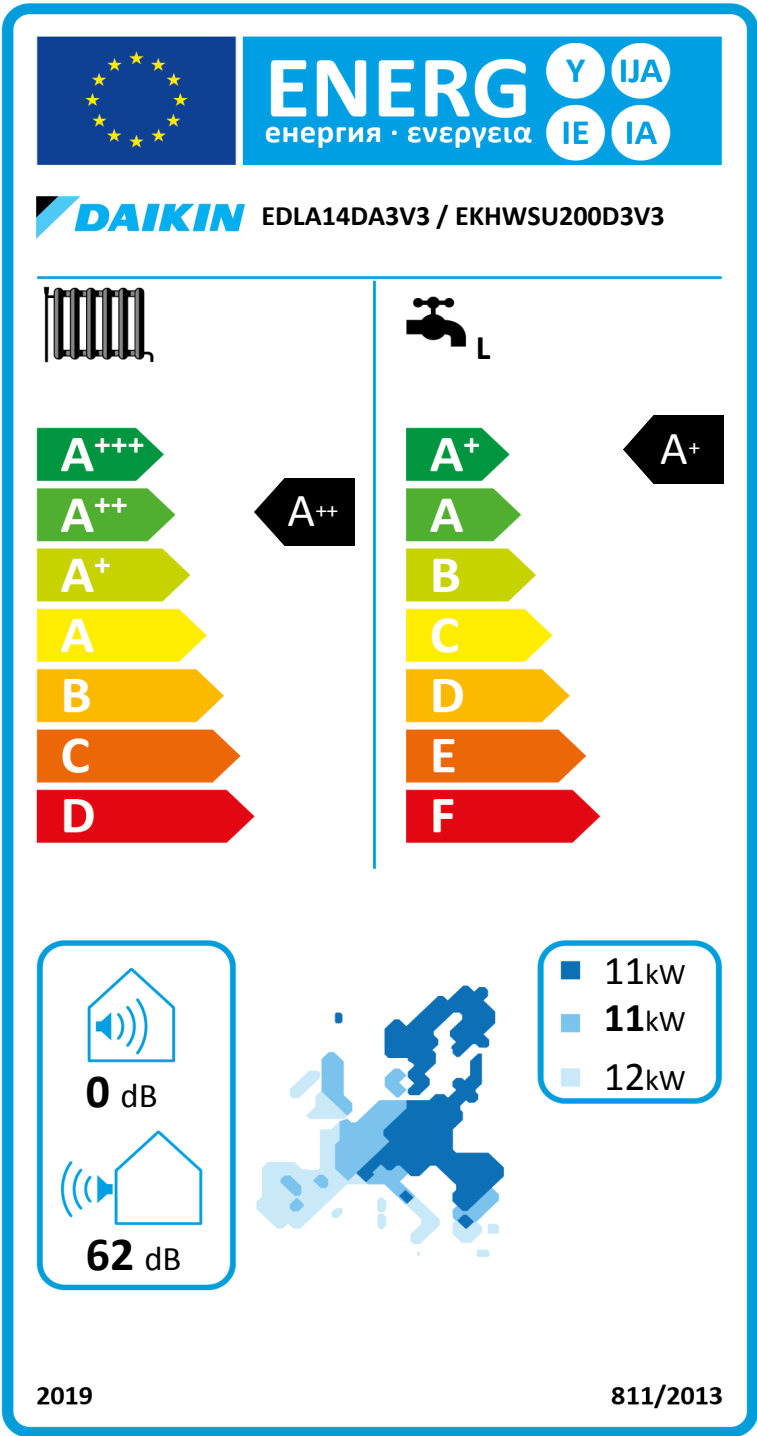 ENERG Y IJA
енергия · ενεργεια IE IA
DAIKIN EDLA14DA3V3 / EKHWSU200D3V3
L
A+++
A++
A+
A
B
C
D
A++
A+
A
B
C
D
E
F
A+
0 dB
62 dB
11kW
11kW
12kW
2019
811/2013